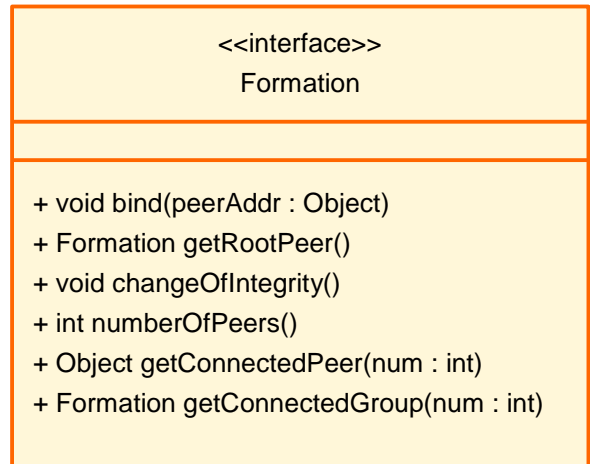 <<interface>>
Formation
+ void bind(peerAddr : Object)
+ Formation getRootPeer()
+ void changeOfIntegrity()
+ int numberOfPeers()
+ Object getConnectedPeer(num : int)
+ Formation getConnectedGroup(num : int)